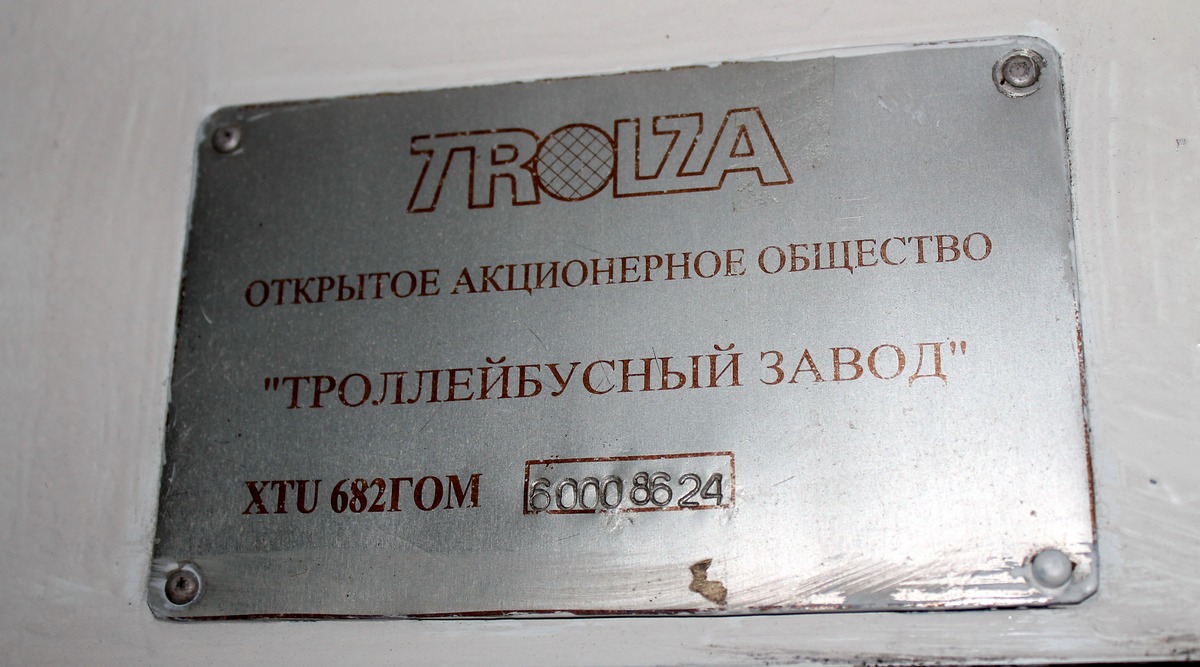 TROLZA
ОТКРЫТОЕ АКЦИОНЕРНОЕ ОБЩЕСТВО
"ТРОЛЛЕЙБУСНЫЙ ЗАВОД"
XTU 682ГОМ 60008624